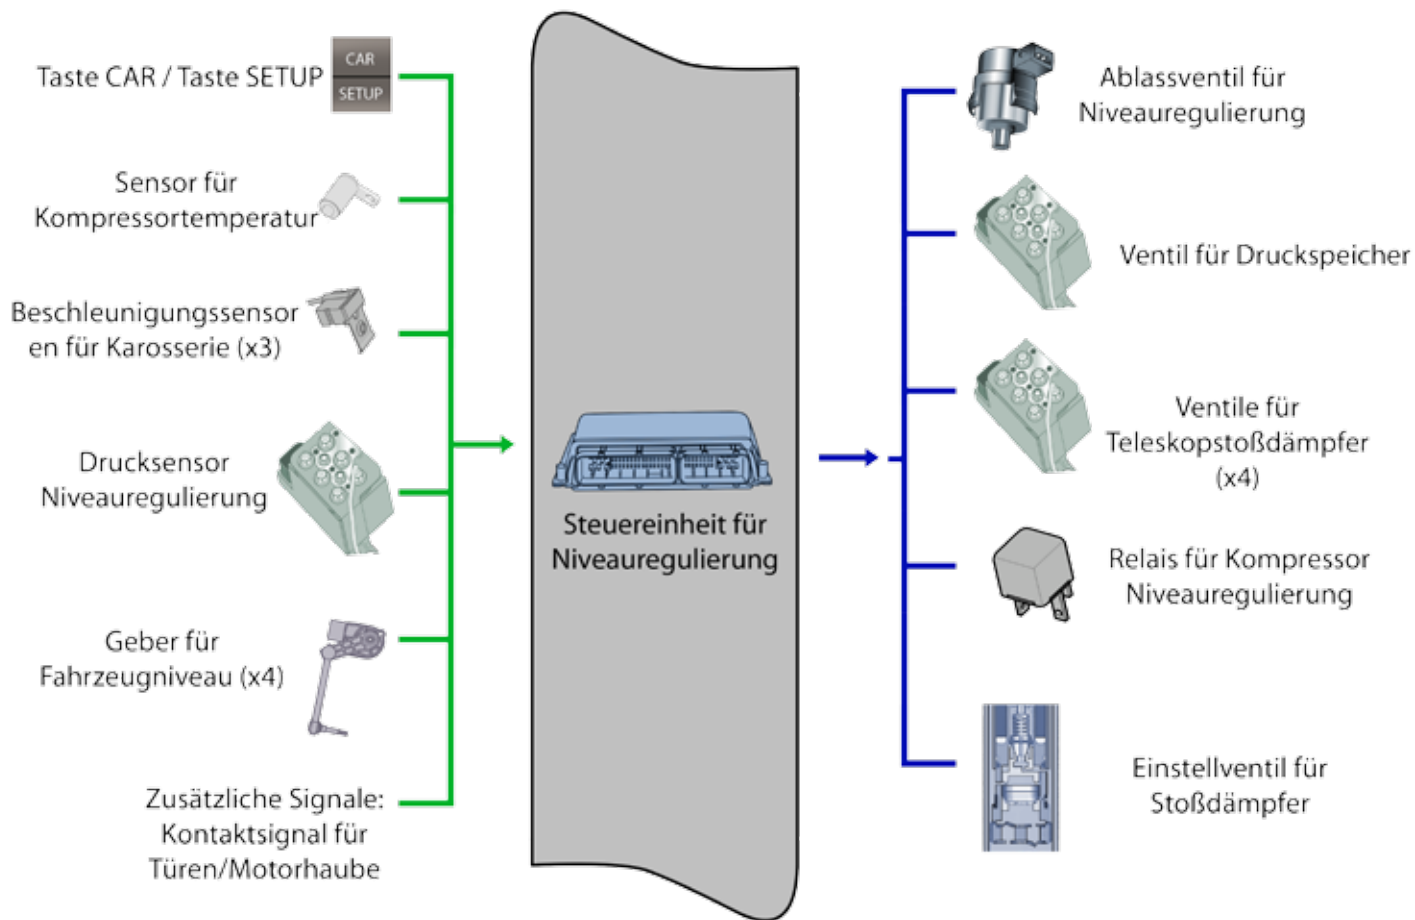 Taste CAR / Taste SETUP
CAR
SETUP
Sensor für
Kompressortemperatur
Beschleunigungssensor
en für Karosserie (x3)
Drucksensor
Niveauregulierung
Geber für
Fahrzeugniveau (x4)
Zusätzliche Signale:
Kontaktsignal für
Türen/Motorhaube
Steuereinheit für
Niveauregulierung
Ablassventil für
Niveauregulierung
Ventil für Druckspeicher
Ventile für
Teleskopstoßdämpfer
(x4)
Relais für Kompressor
Niveauregulierung
Einstellventil für
Stoßdämpfer